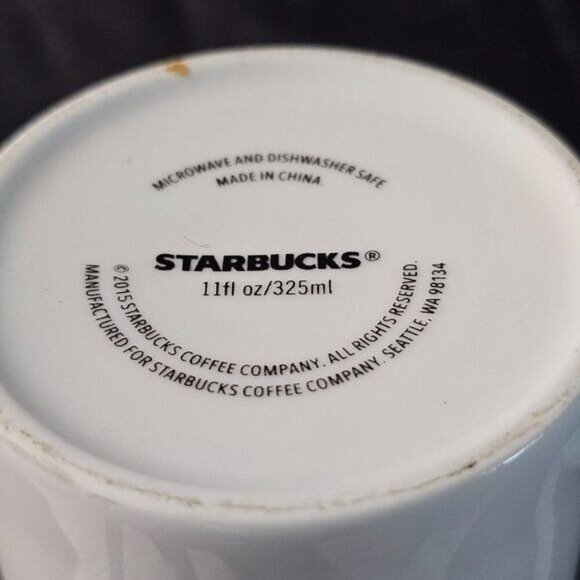 MICROWAVE AND DISHWASHER SAFE.
MADE IN CHINA.
STARBUCKS®
11fl oz/325ml
© 2015 STARBUCKS COFFEE COMPANY. ALL RIGHTS RESERVED.
MANUFACTURED FOR STARBUCKS COFFEE COMPANY. SEATTLE, WA 98134